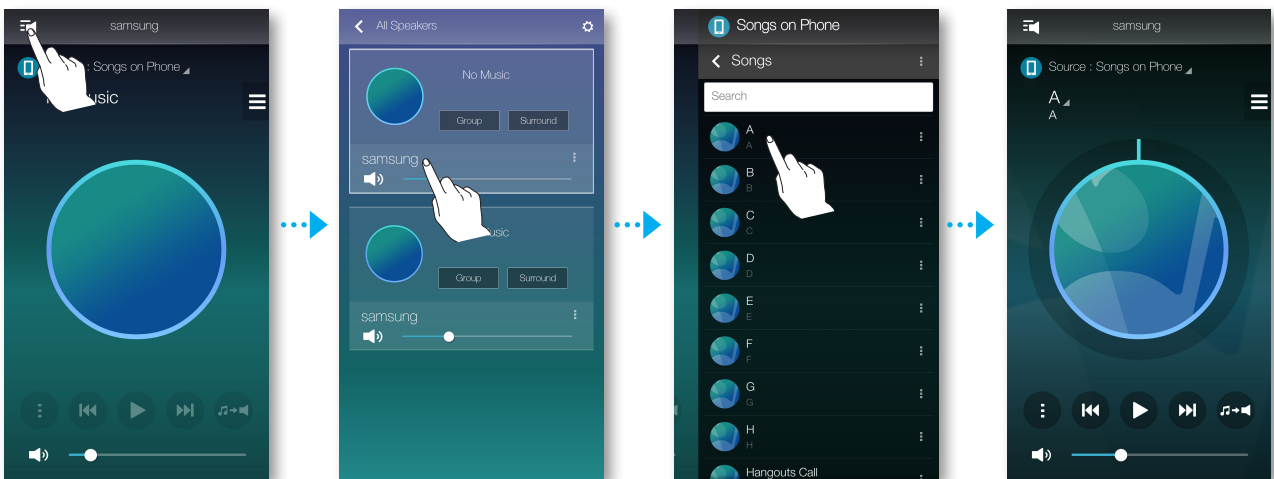 samsung
: Songs on Phone
usic
All Speakers
No Music
Group Surround
samsung
usic
Group Surround
samsung
Songs on Phone
Songs
Search
A
A
B
B
C
C
D
D
E
E
F
F
G
G
H
H
Hangouts Call
samsung
Source : Songs on Phone
A
A